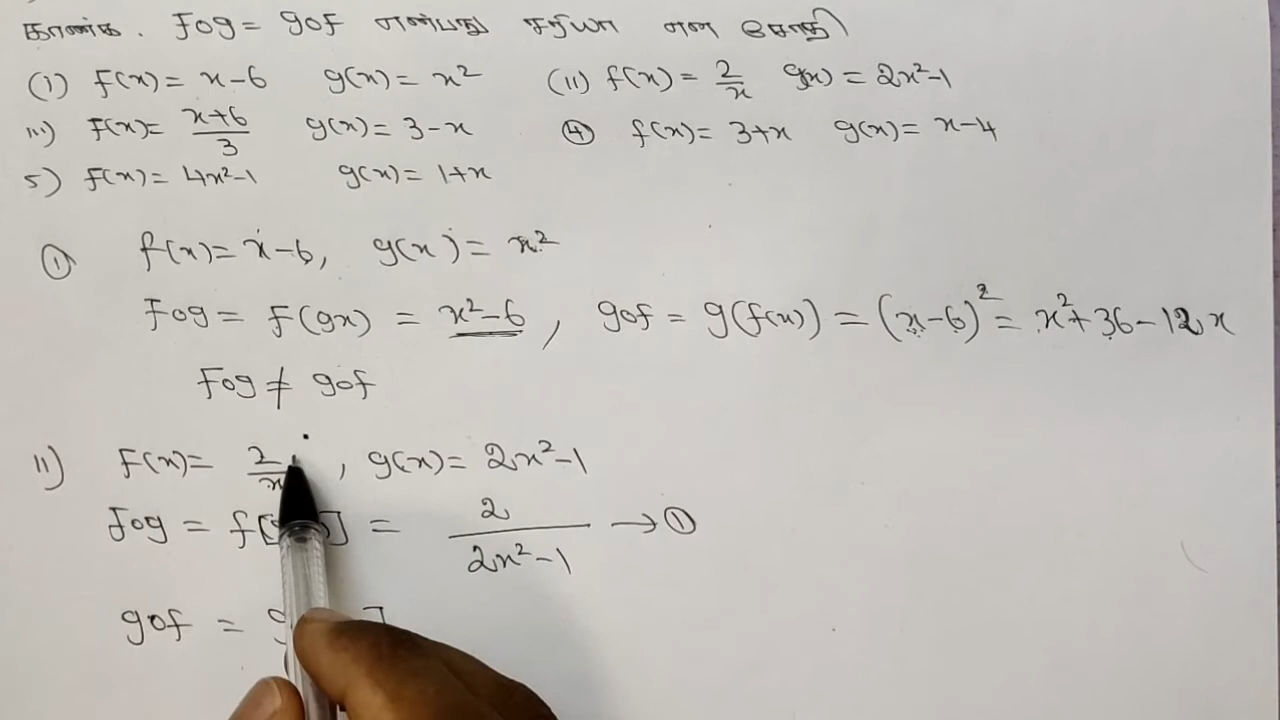 காண்க. Fog = gof என்பது சரியா என சோதி
(i) f(x) = x-6 g(x) = x² (ii) f(x) = 2/x g(x) = 2x²-1
iii) f(x) = x+6/3 g(x) = 3-x ④ f(x) = 3+x g(x) = x-4
5) f(x) = 4x²-1 g(x) = 1+x
① f(x) = x-6, g(x) = x²
Fog = f(gx) = x²-6, gof = g(f(x)) = (x-6)² = x²+36-12x
Fog ≠ gof
ii) F(x) = 2/x, g(x) = 2x²-1
fog = f[ ] = 2/2x²-1 → ①
gof = g ]